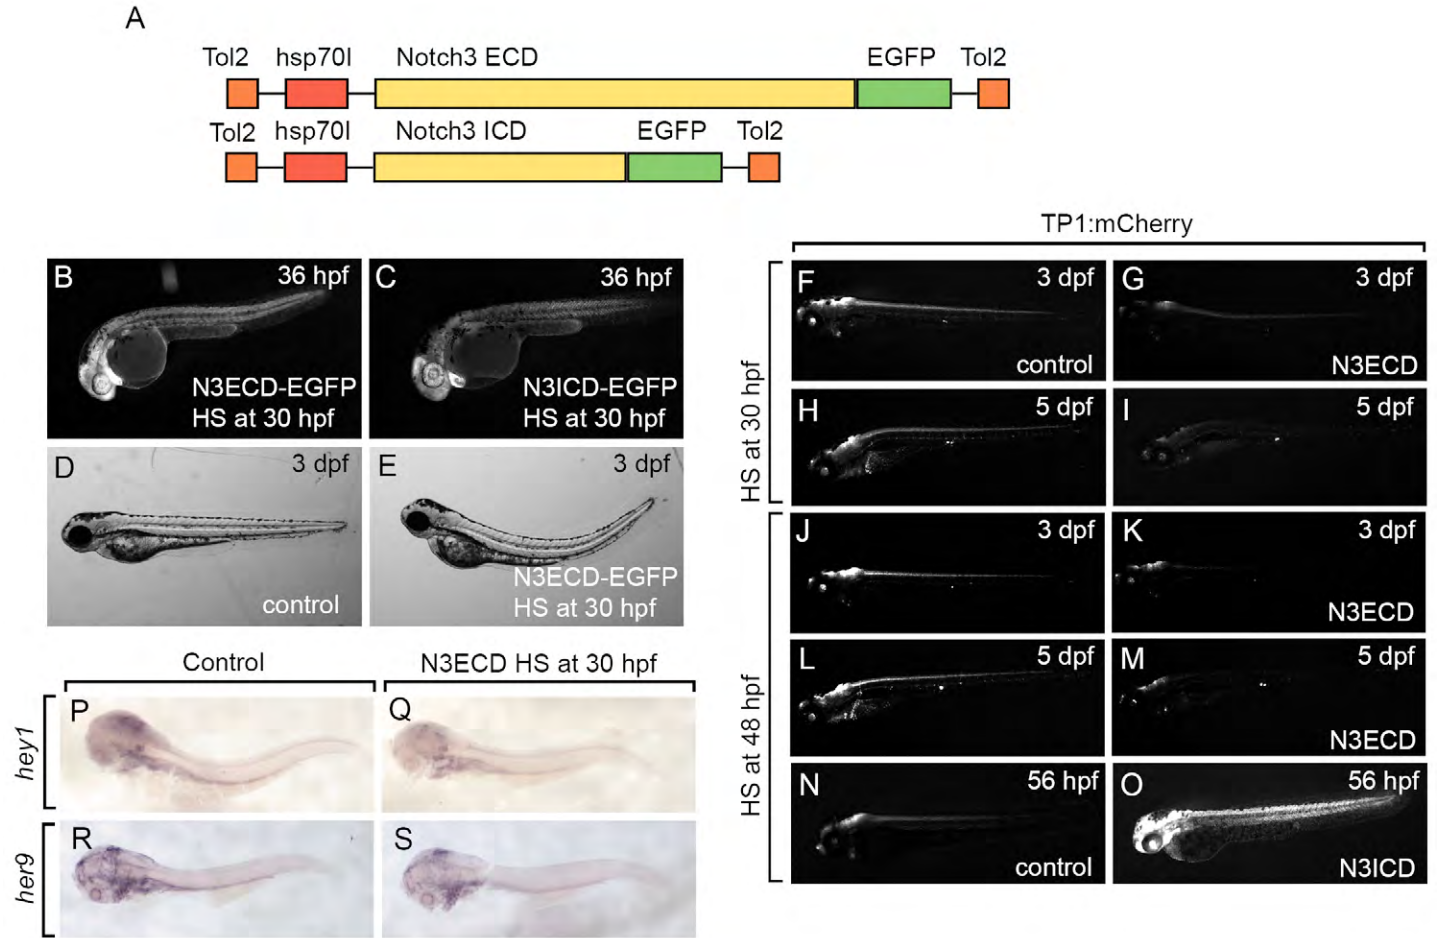 A
Tol2 hsp70l Notch3 ECD EGFP Tol2
Tol2 hsp70l Notch3 ICD EGFP Tol2
B 36 hpf
N3ECD-EGFP
HS at 30 hpf
C 36 hpf
N3ICD-EGFP
HS at 30 hpf
D 3 dpf
control
E 3 dpf
N3ECD-EGFP
HS at 30 hpf
TP1:mCherry
HS at 30 hpf
F 3 dpf
control
G 3 dpf
N3ECD
H 5 dpf
I 5 dpf
HS at 48 hpf
J 3 dpf
K 3 dpf
N3ECD
L 5 dpf
M 5 dpf
N3ECD
N 56 hpf
control
O 56 hpf
N3ICD
Control
N3ECD HS at 30 hpf
hey1
P
Q
her9
R
S